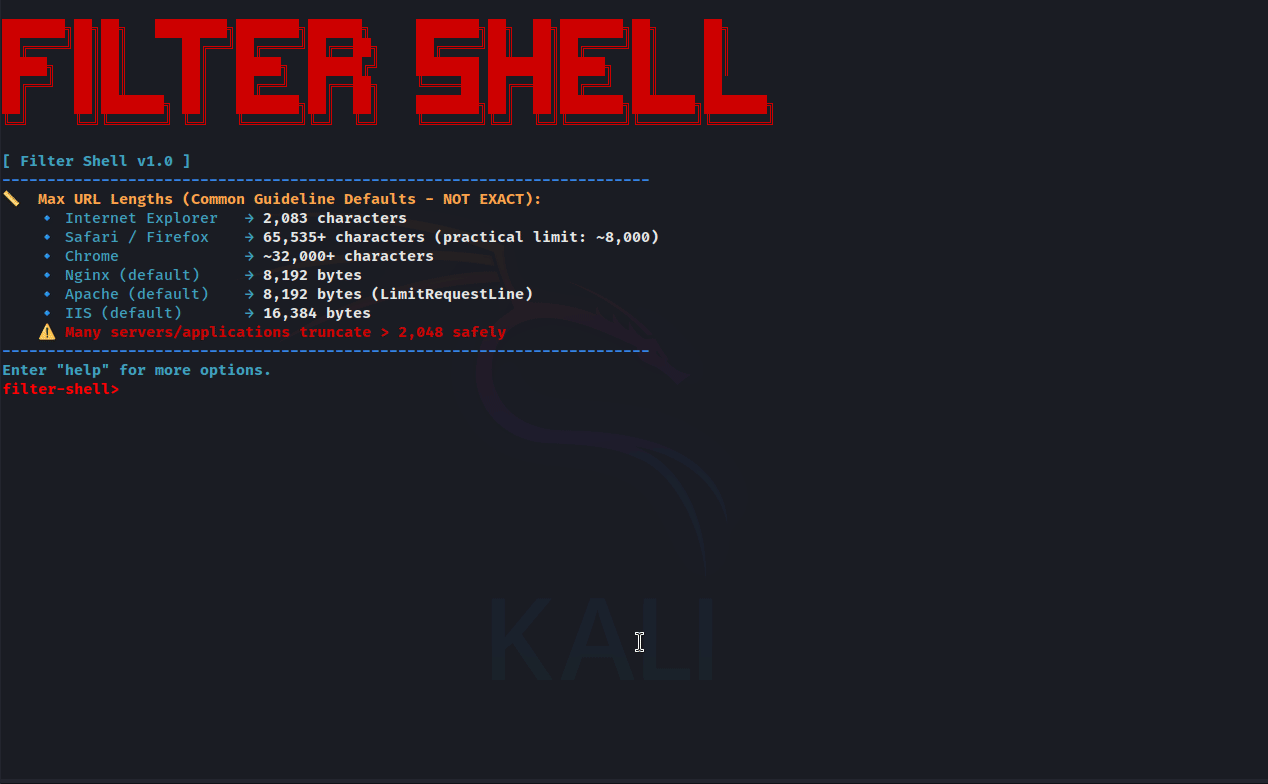 FILTER SHELL
[ Filter Shell v1.0 ]
------------------------------------------------------------------------
📏 Max URL Lengths (Common Guideline Defaults - NOT EXACT):
🔹 Internet Explorer → 2,083 characters
🔹 Safari / Firefox → 65,535+ characters (practical limit: ~8,000)
🔹 Chrome → ~32,000+ characters
🔹 Nginx (default) → 8,192 bytes
🔹 Apache (default) → 8,192 bytes (LimitRequestLine)
🔹 IIS (default) → 16,384 bytes
⚠️ Many servers/applications truncate > 2,048 safely
------------------------------------------------------------------------
Enter "help" for more options.
filter-shell>
KALI